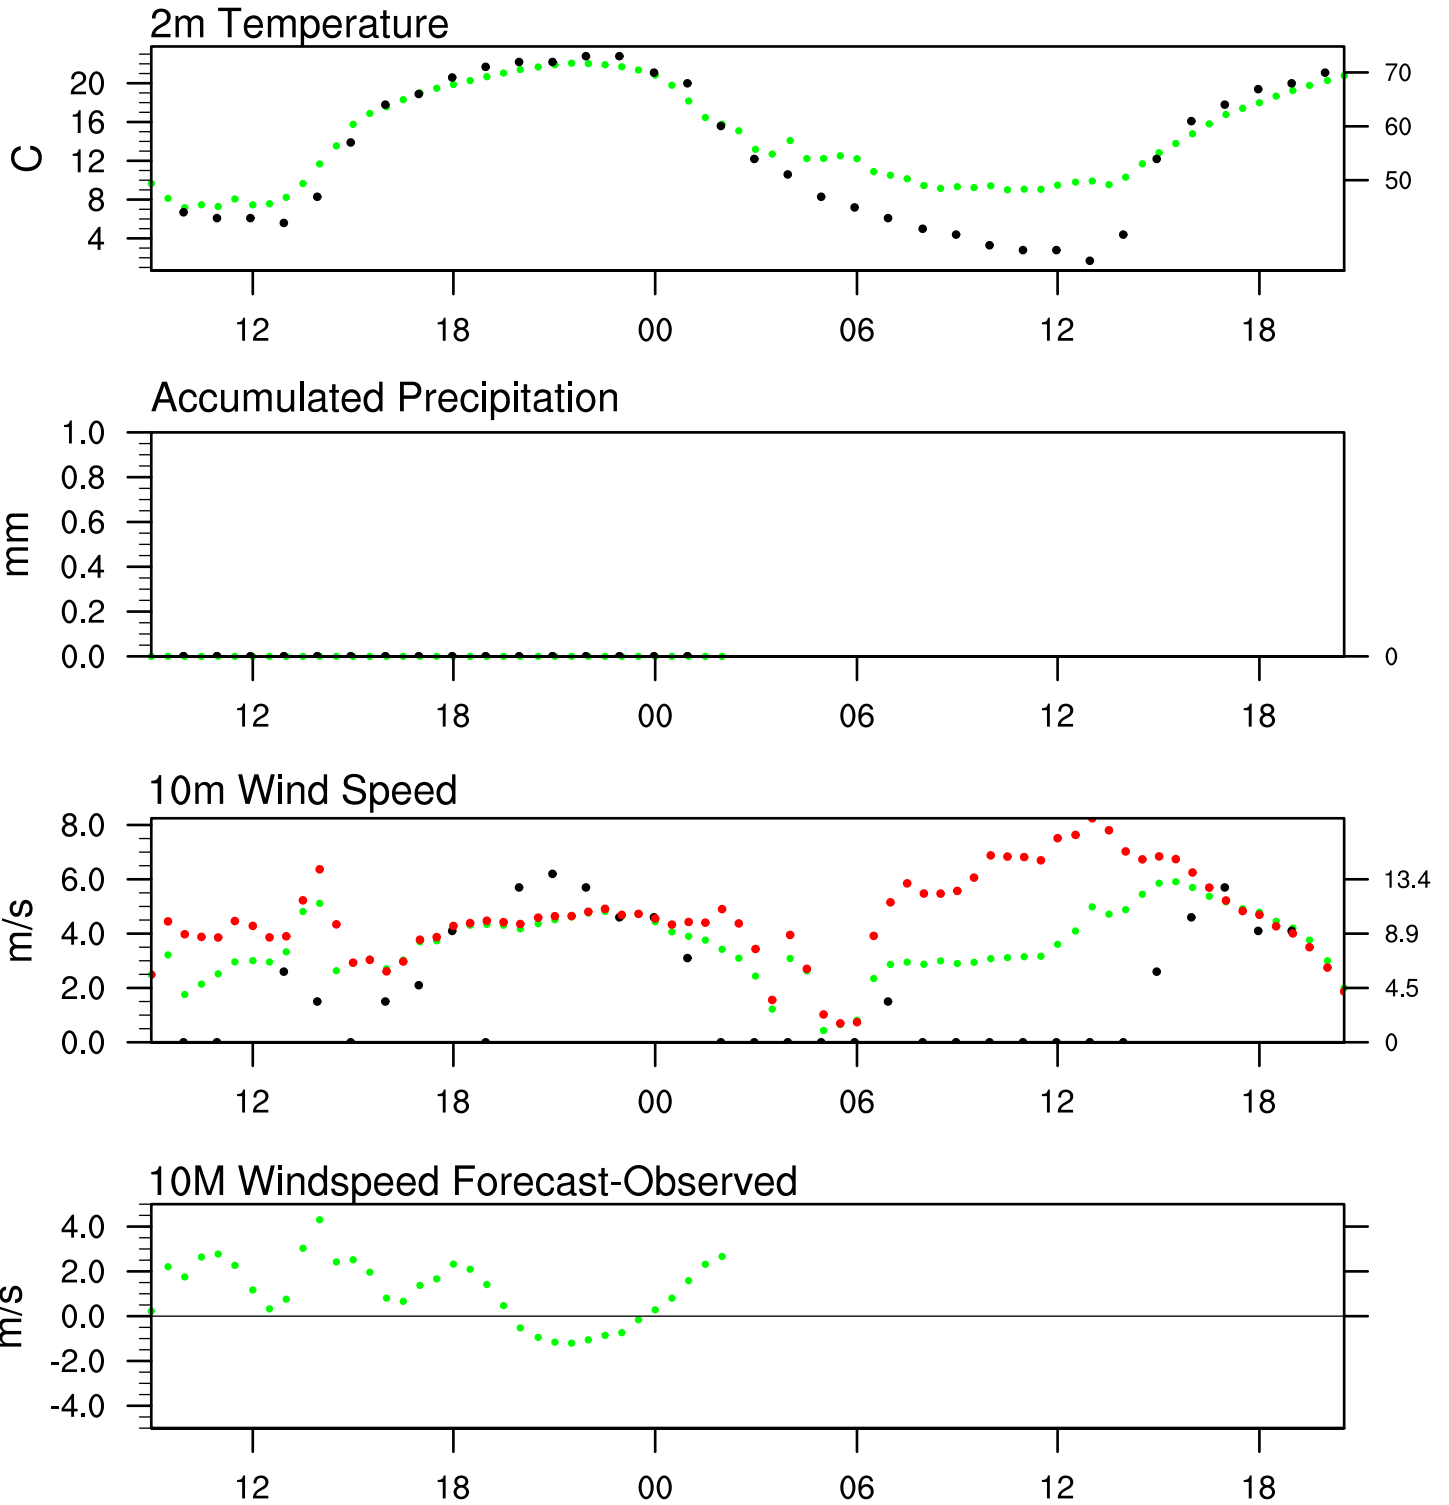 2m Temperature
20
16
12
8
4
C
70
60
50
12 18 00 06 12 18
Accumulated Precipitation
1.0
0.8
0.6
0.4
0.2
0.0
mm
0
12 18 00 06 12 18
10m Wind Speed
8.0
6.0
4.0
2.0
0.0
m/s
13.4
8.9
4.5
0
12 18 00 06 12 18
10M Windspeed Forecast-Observed
4.0
2.0
0.0
-2.0
-4.0
m/s
12 18 00 06 12 18